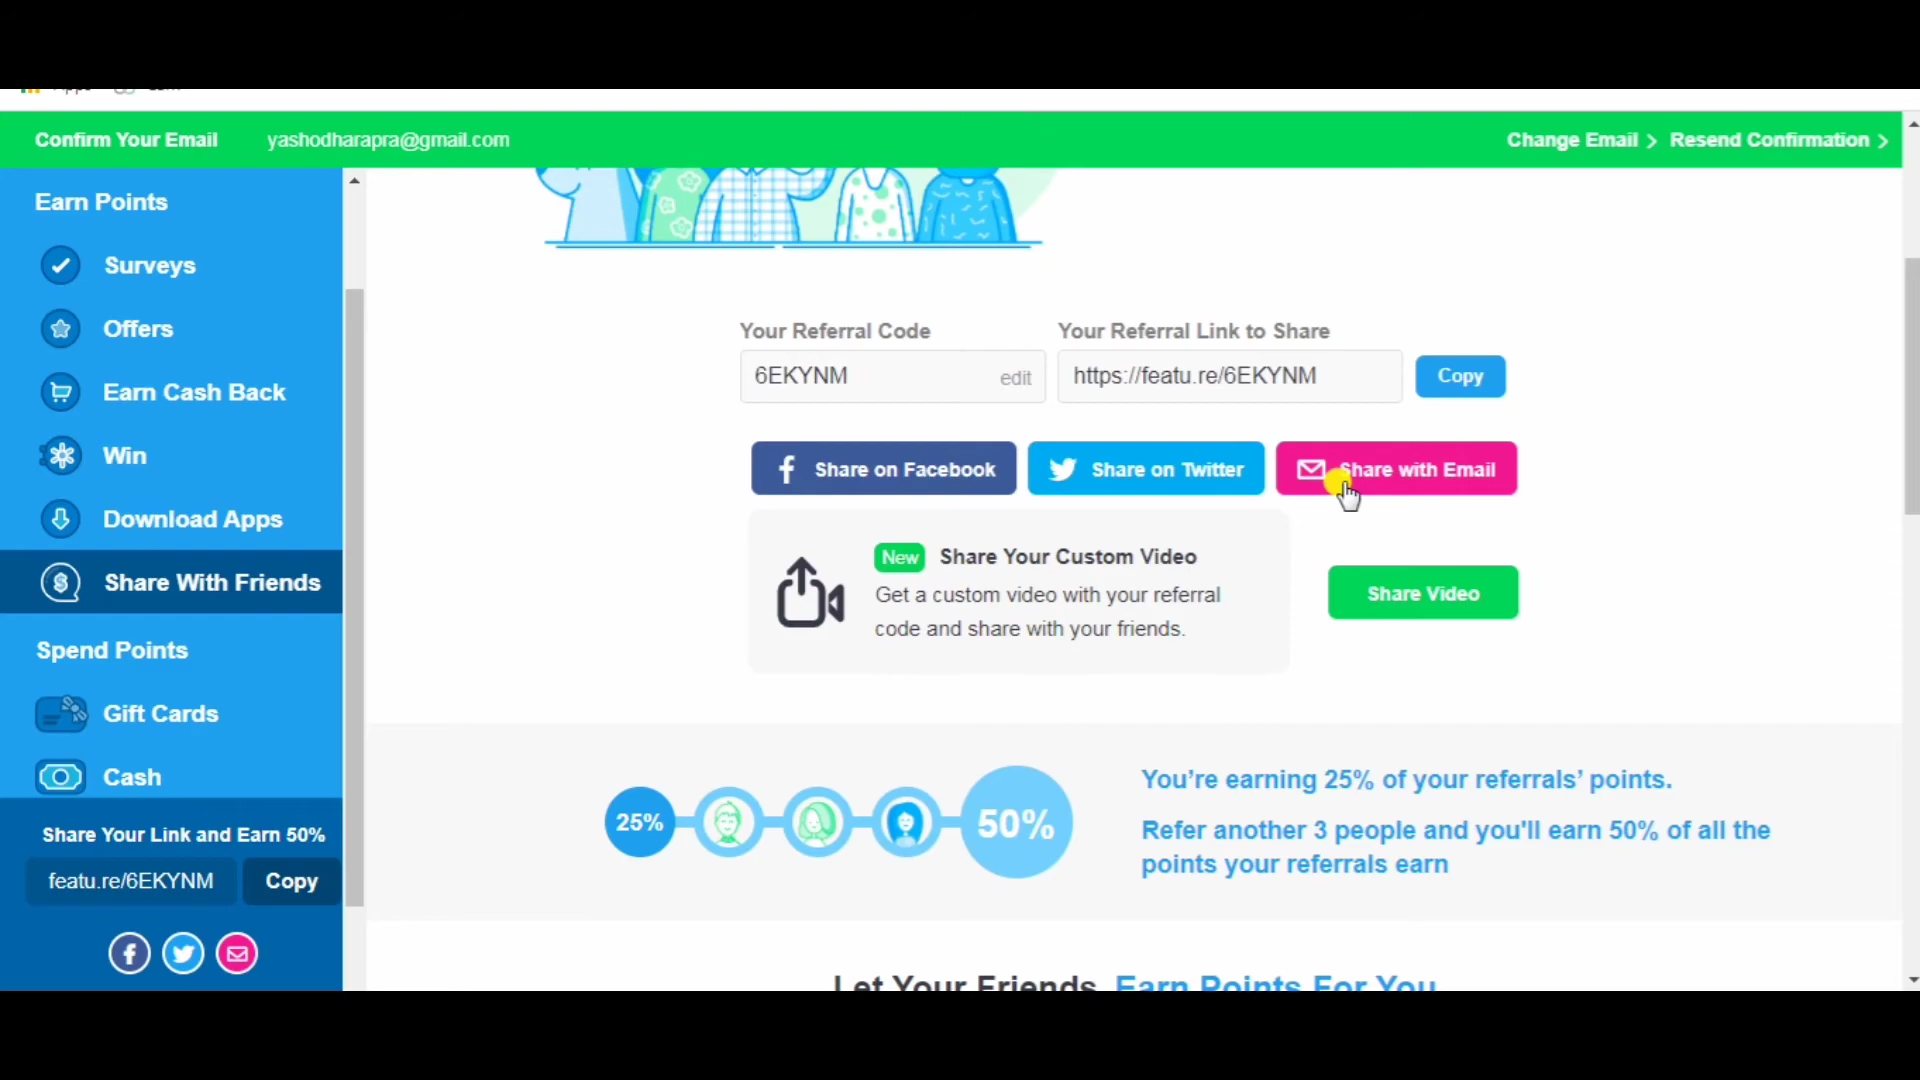 Confirm Your Email yashodharapra@gmail.com Change Email > Resend Confirmation >
Earn Points
Surveys
Offers
Earn Cash Back
Win
Download Apps
Share With Friends
Spend Points
Gift Cards
Cash
Share Your Link and Earn 50%
featu.re/6EKYNM Copy
Your Referral Code Your Referral Link to Share
6EKYNM edit https://featu.re/6EKYNM Copy
Share on Facebook Share on Twitter Share with Email
New Share Your Custom Video
Get a custom video with your referral
code and share with your friends.
Share Video
25% 50%
You're earning 25% of your referrals' points.
Refer another 3 people and you'll earn 50% of all the
points your referrals earn
Let Your Friends, Earn Points For You